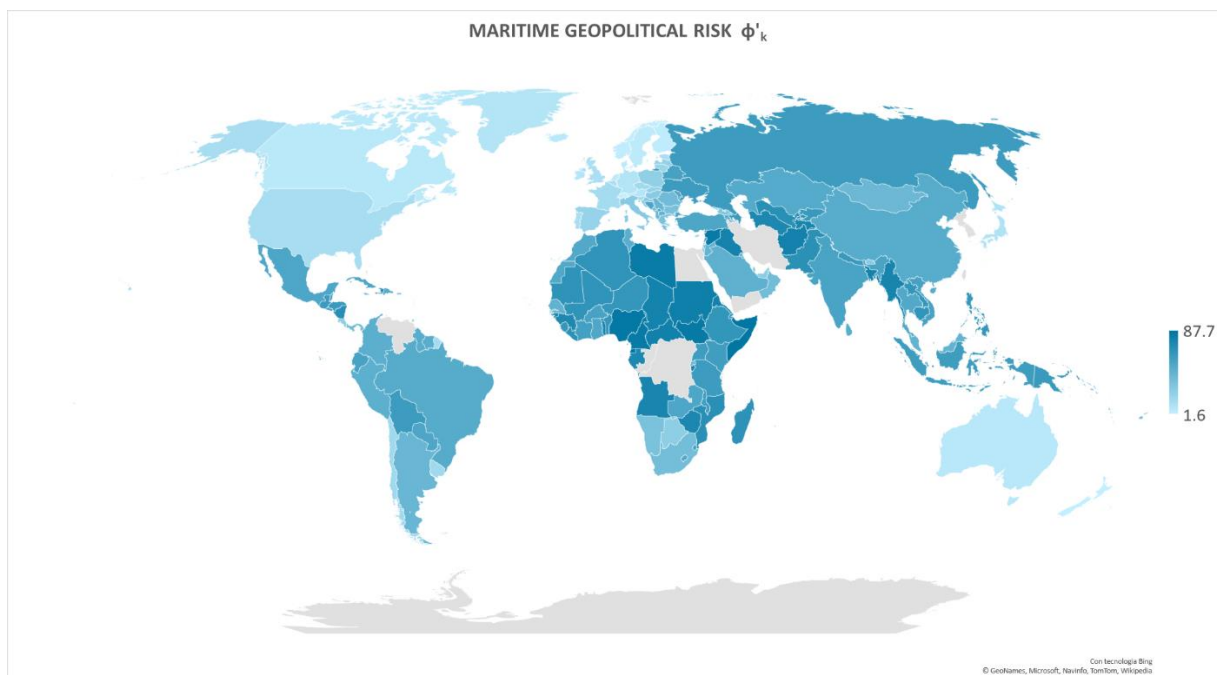 MARITIME GEOPOLITICAL RISK ϕ'ₖ
87.7
1.6
Con tecnologia Bing
© GeoNames, Microsoft, Navinfo, TomTom, Wikipedia